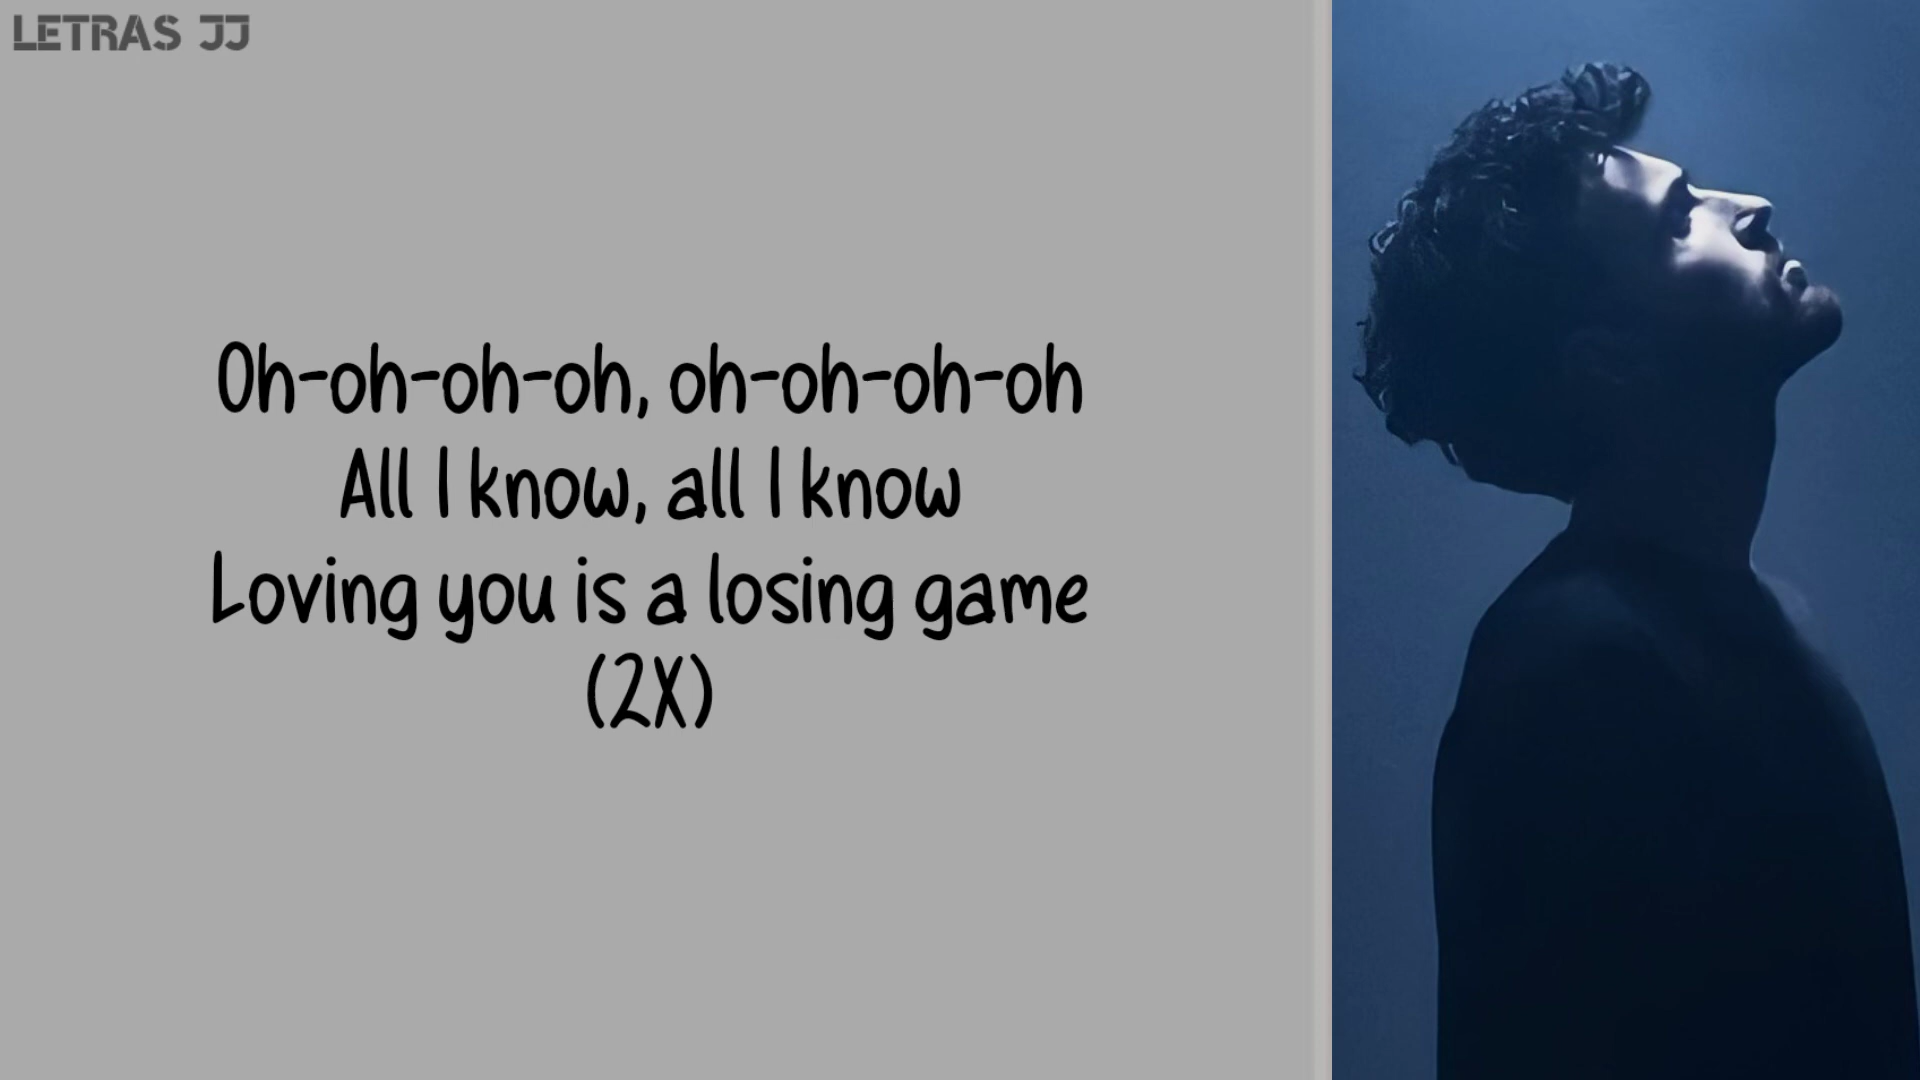 LETRAS JJ
Oh-oh-oh-oh, oh-oh-oh-oh
All I know, all I know
Loving you is a losing game
(2X)